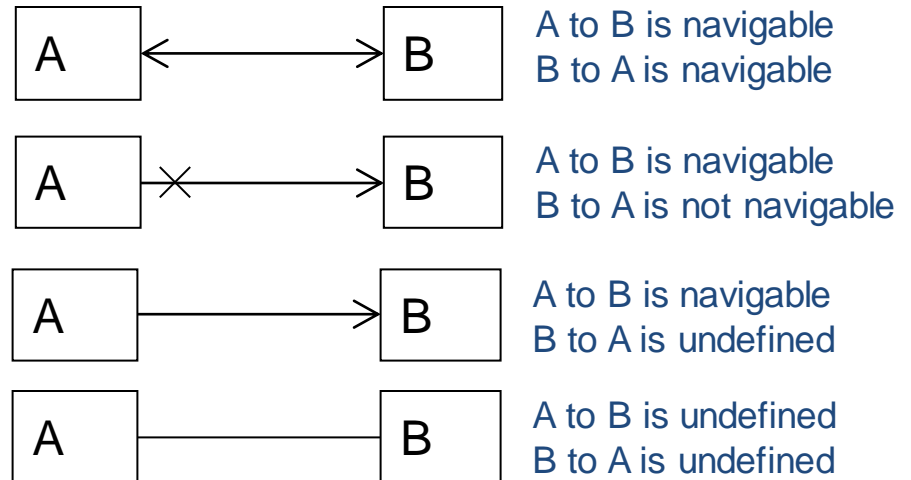 A
B
A to B is navigable
B to A is navigable
A
B
A to B is navigable
B to A is not navigable
A
B
A to B is navigable
B to A is undefined
A
B
A to B is undefined
B to A is undefined